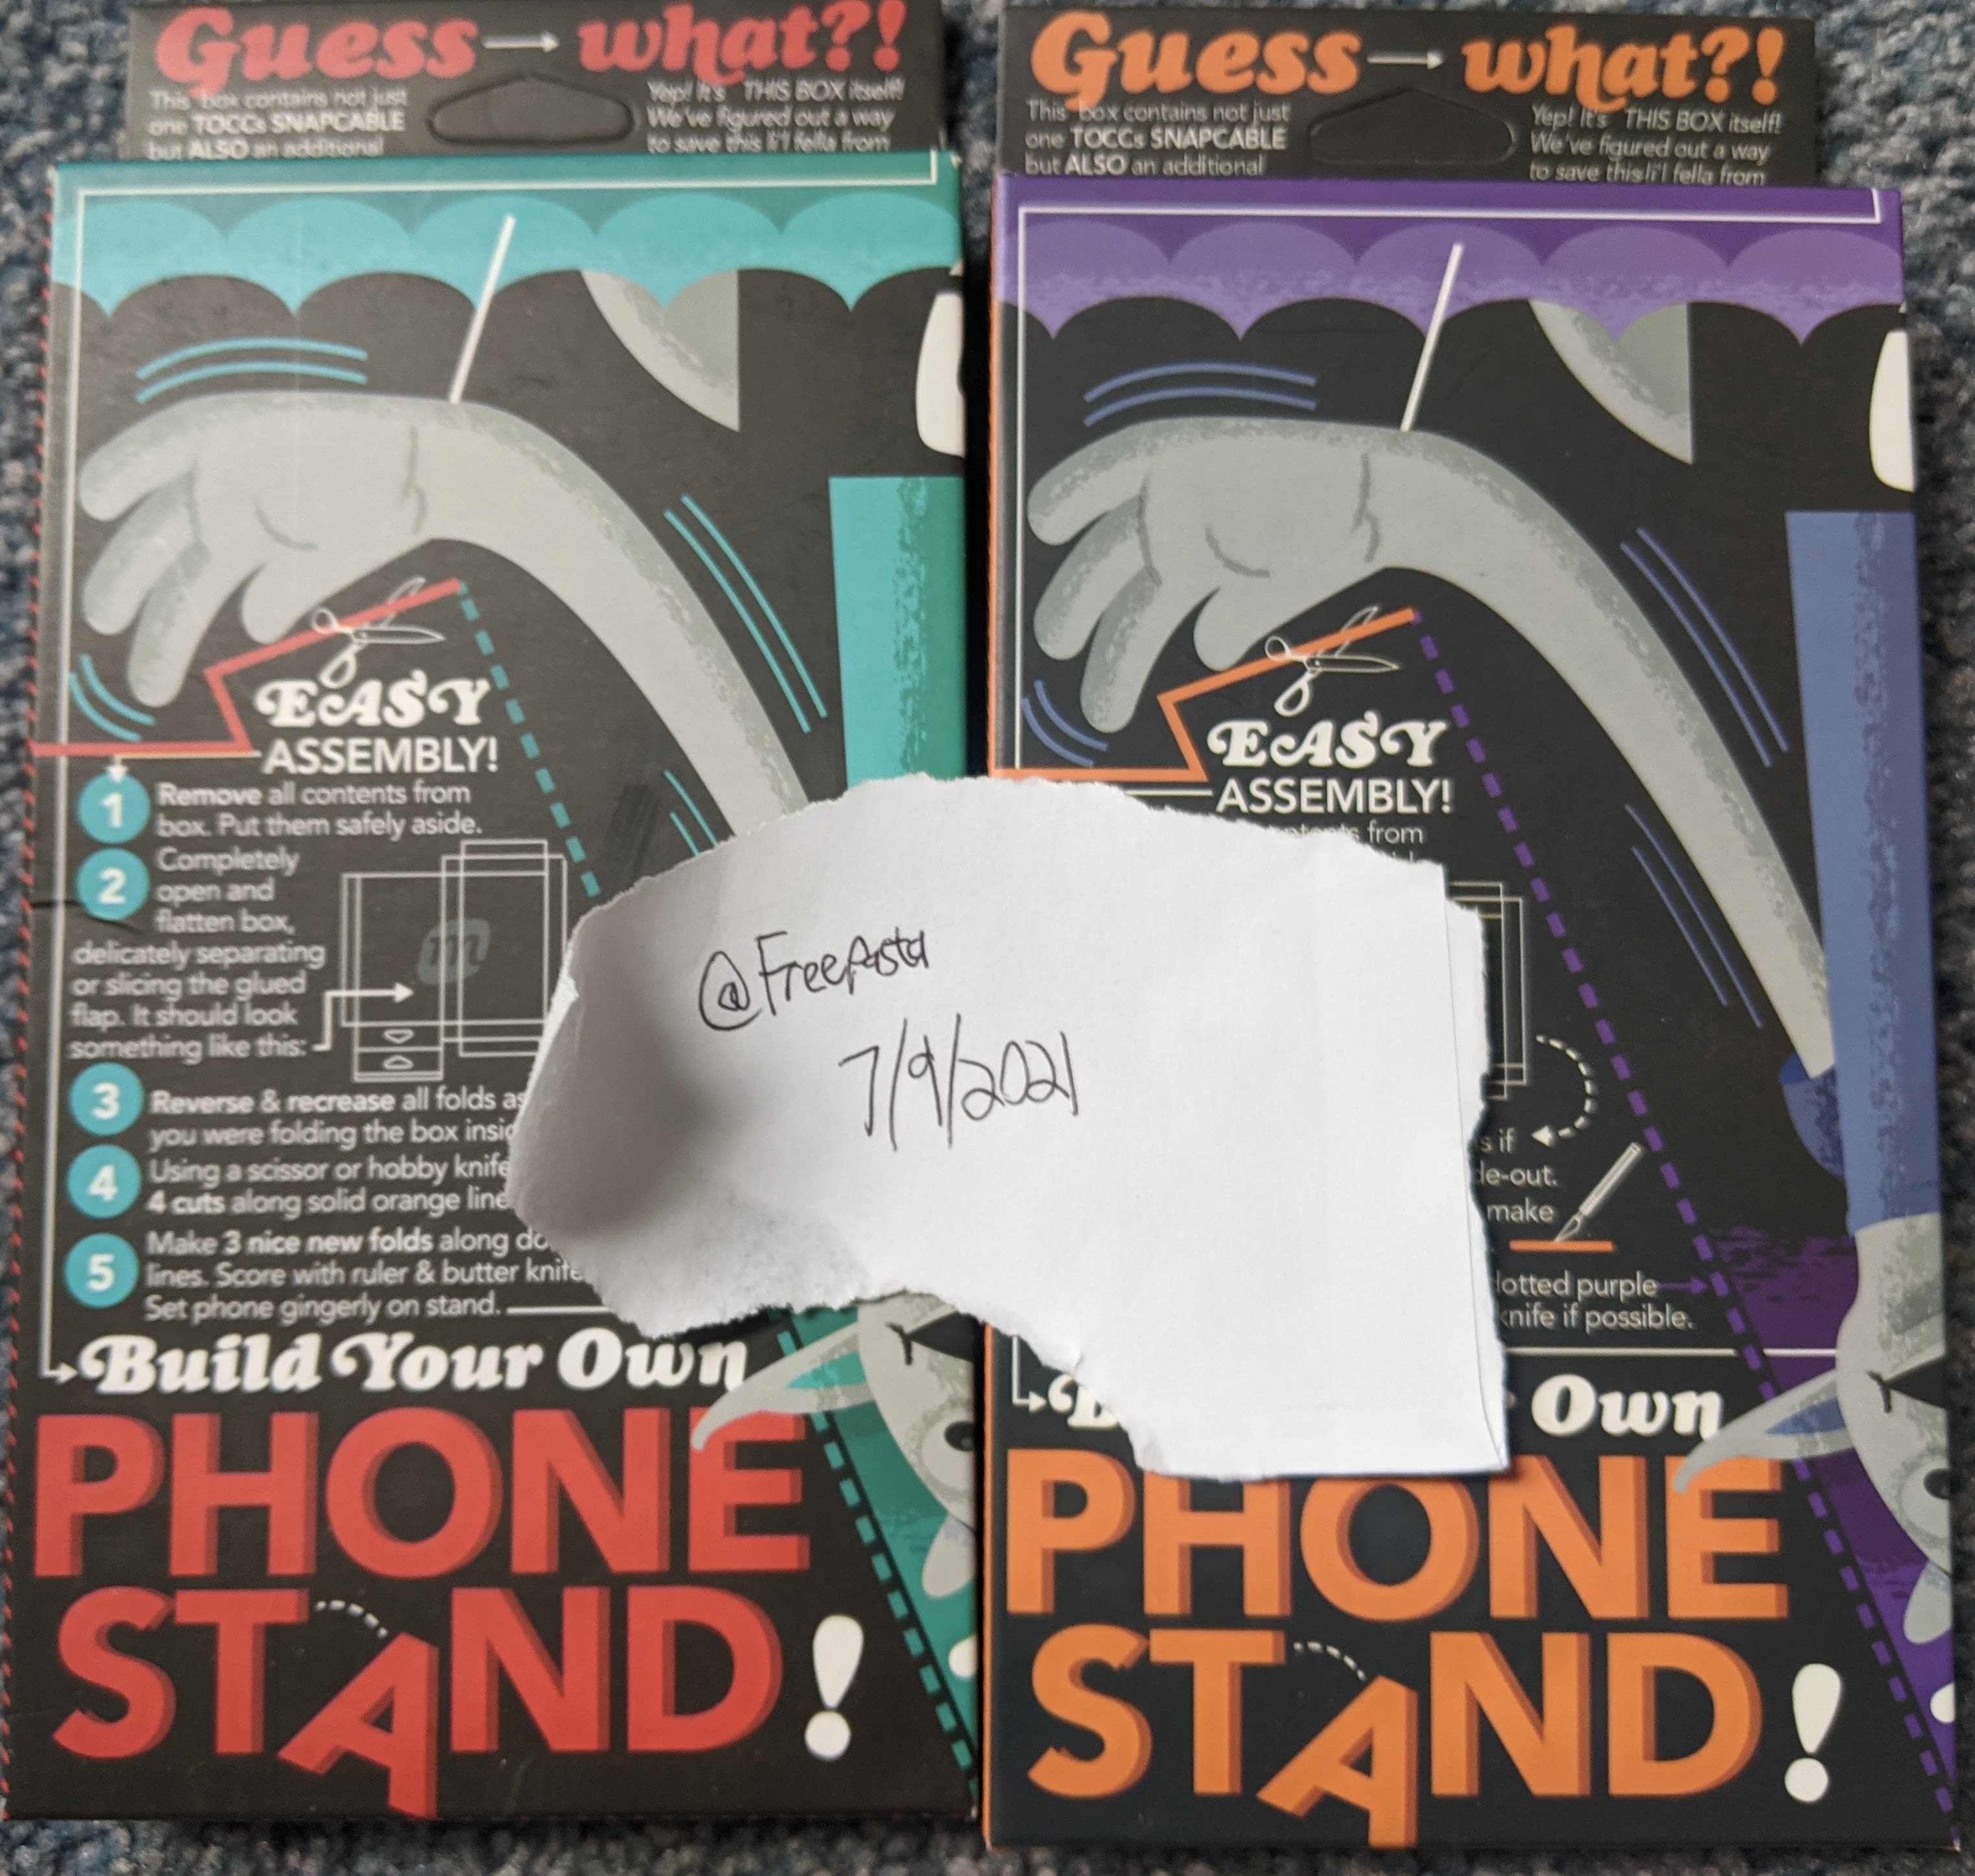 Guess what?!
This box contains not just
one TOCCs SNAPCABLE
but ALSO an additional
Yep! It's THIS BOX itself!
We've figured out a way
to save this li'l fella from
EASY
ASSEMBLY!
1 Remove all contents from
box. Put them safely aside.
2 Completely
open and
flatten box,
delicately separating
or slicing the glued
flap. It should look
something like this:
m
3 Reverse & recrease all folds as
you were folding the box
4 Using a scissor or hobby knife
4 cuts along solid orange
5 Make 3 nice new folds along
lines. Score with ruler & butter knife
Set phone gingerly on stand.
Build Your Own
PHONE
STAND!
@Freepasta
7/9/2021
Guess what?!
This box contains not just
one TOCCs SNAPCABLE
but ALSO an additional
Yep! It's THIS BOX itself!
We've figured out a way
to save this li'l fella from
EASY
ASSEMBLY!
from
if
make
purple
knife if possible.
Own
PHONE
STAND!